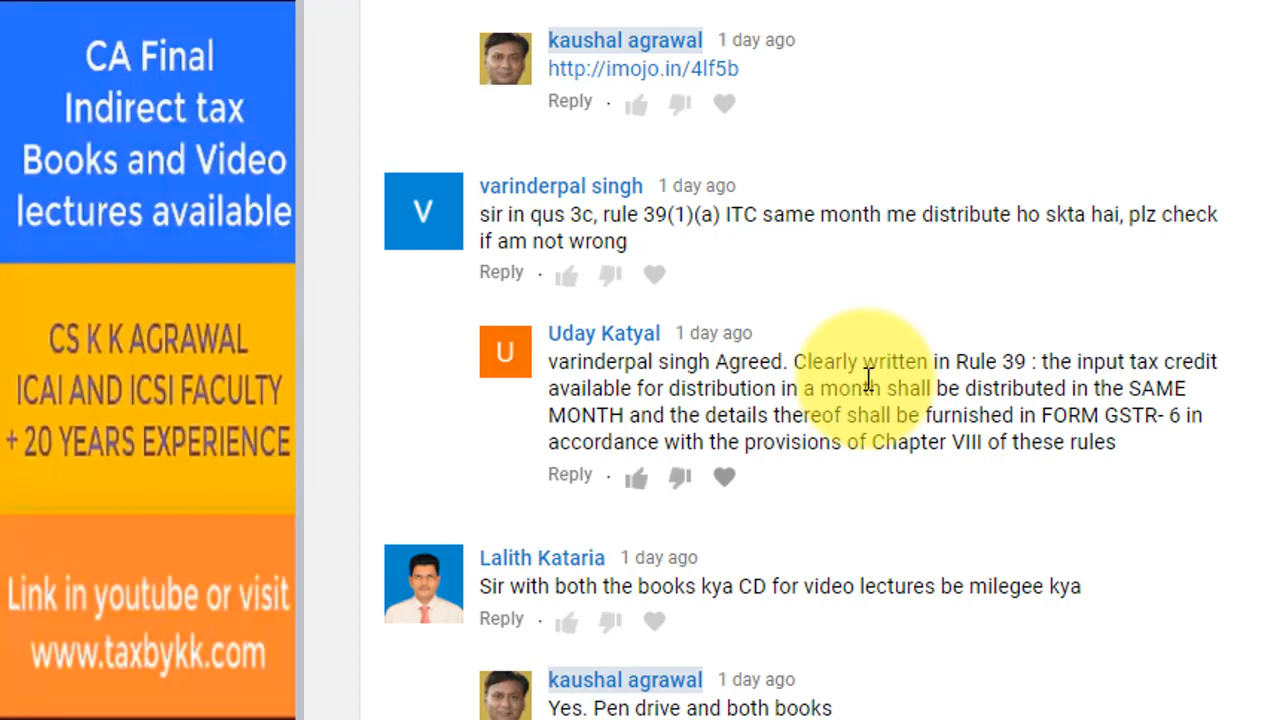 CA Final
Indirect tax
Books and Video
lectures available
CS K K AGRAWAL
ICAI AND ICSI FACULTY
+ 20 YEARS EXPERIENCE
Link in youtube or visit
www.taxbykk.com
kaushal agrawal 1 day ago
http://imojo.in/4lf5b
Reply
V
varinderpal singh 1 day ago
sir in qus 3c, rule 39(1)(a) ITC same month me distribute ho skta hai, plz check
if am not wrong
Reply
U
Uday Katyal 1 day ago
varinderpal singh Agreed. Clearly written in Rule 39 : the input tax credit
available for distribution in a month shall be distributed in the SAME
MONTH and the details thereof shall be furnished in FORM GSTR- 6 in
accordance with the provisions of Chapter VIII of these rules
Reply
Lalith Kataria 1 day ago
Sir with both the books kya CD for video lectures be milegee kya
Reply
kaushal agrawal 1 day ago
Yes. Pen drive and both books